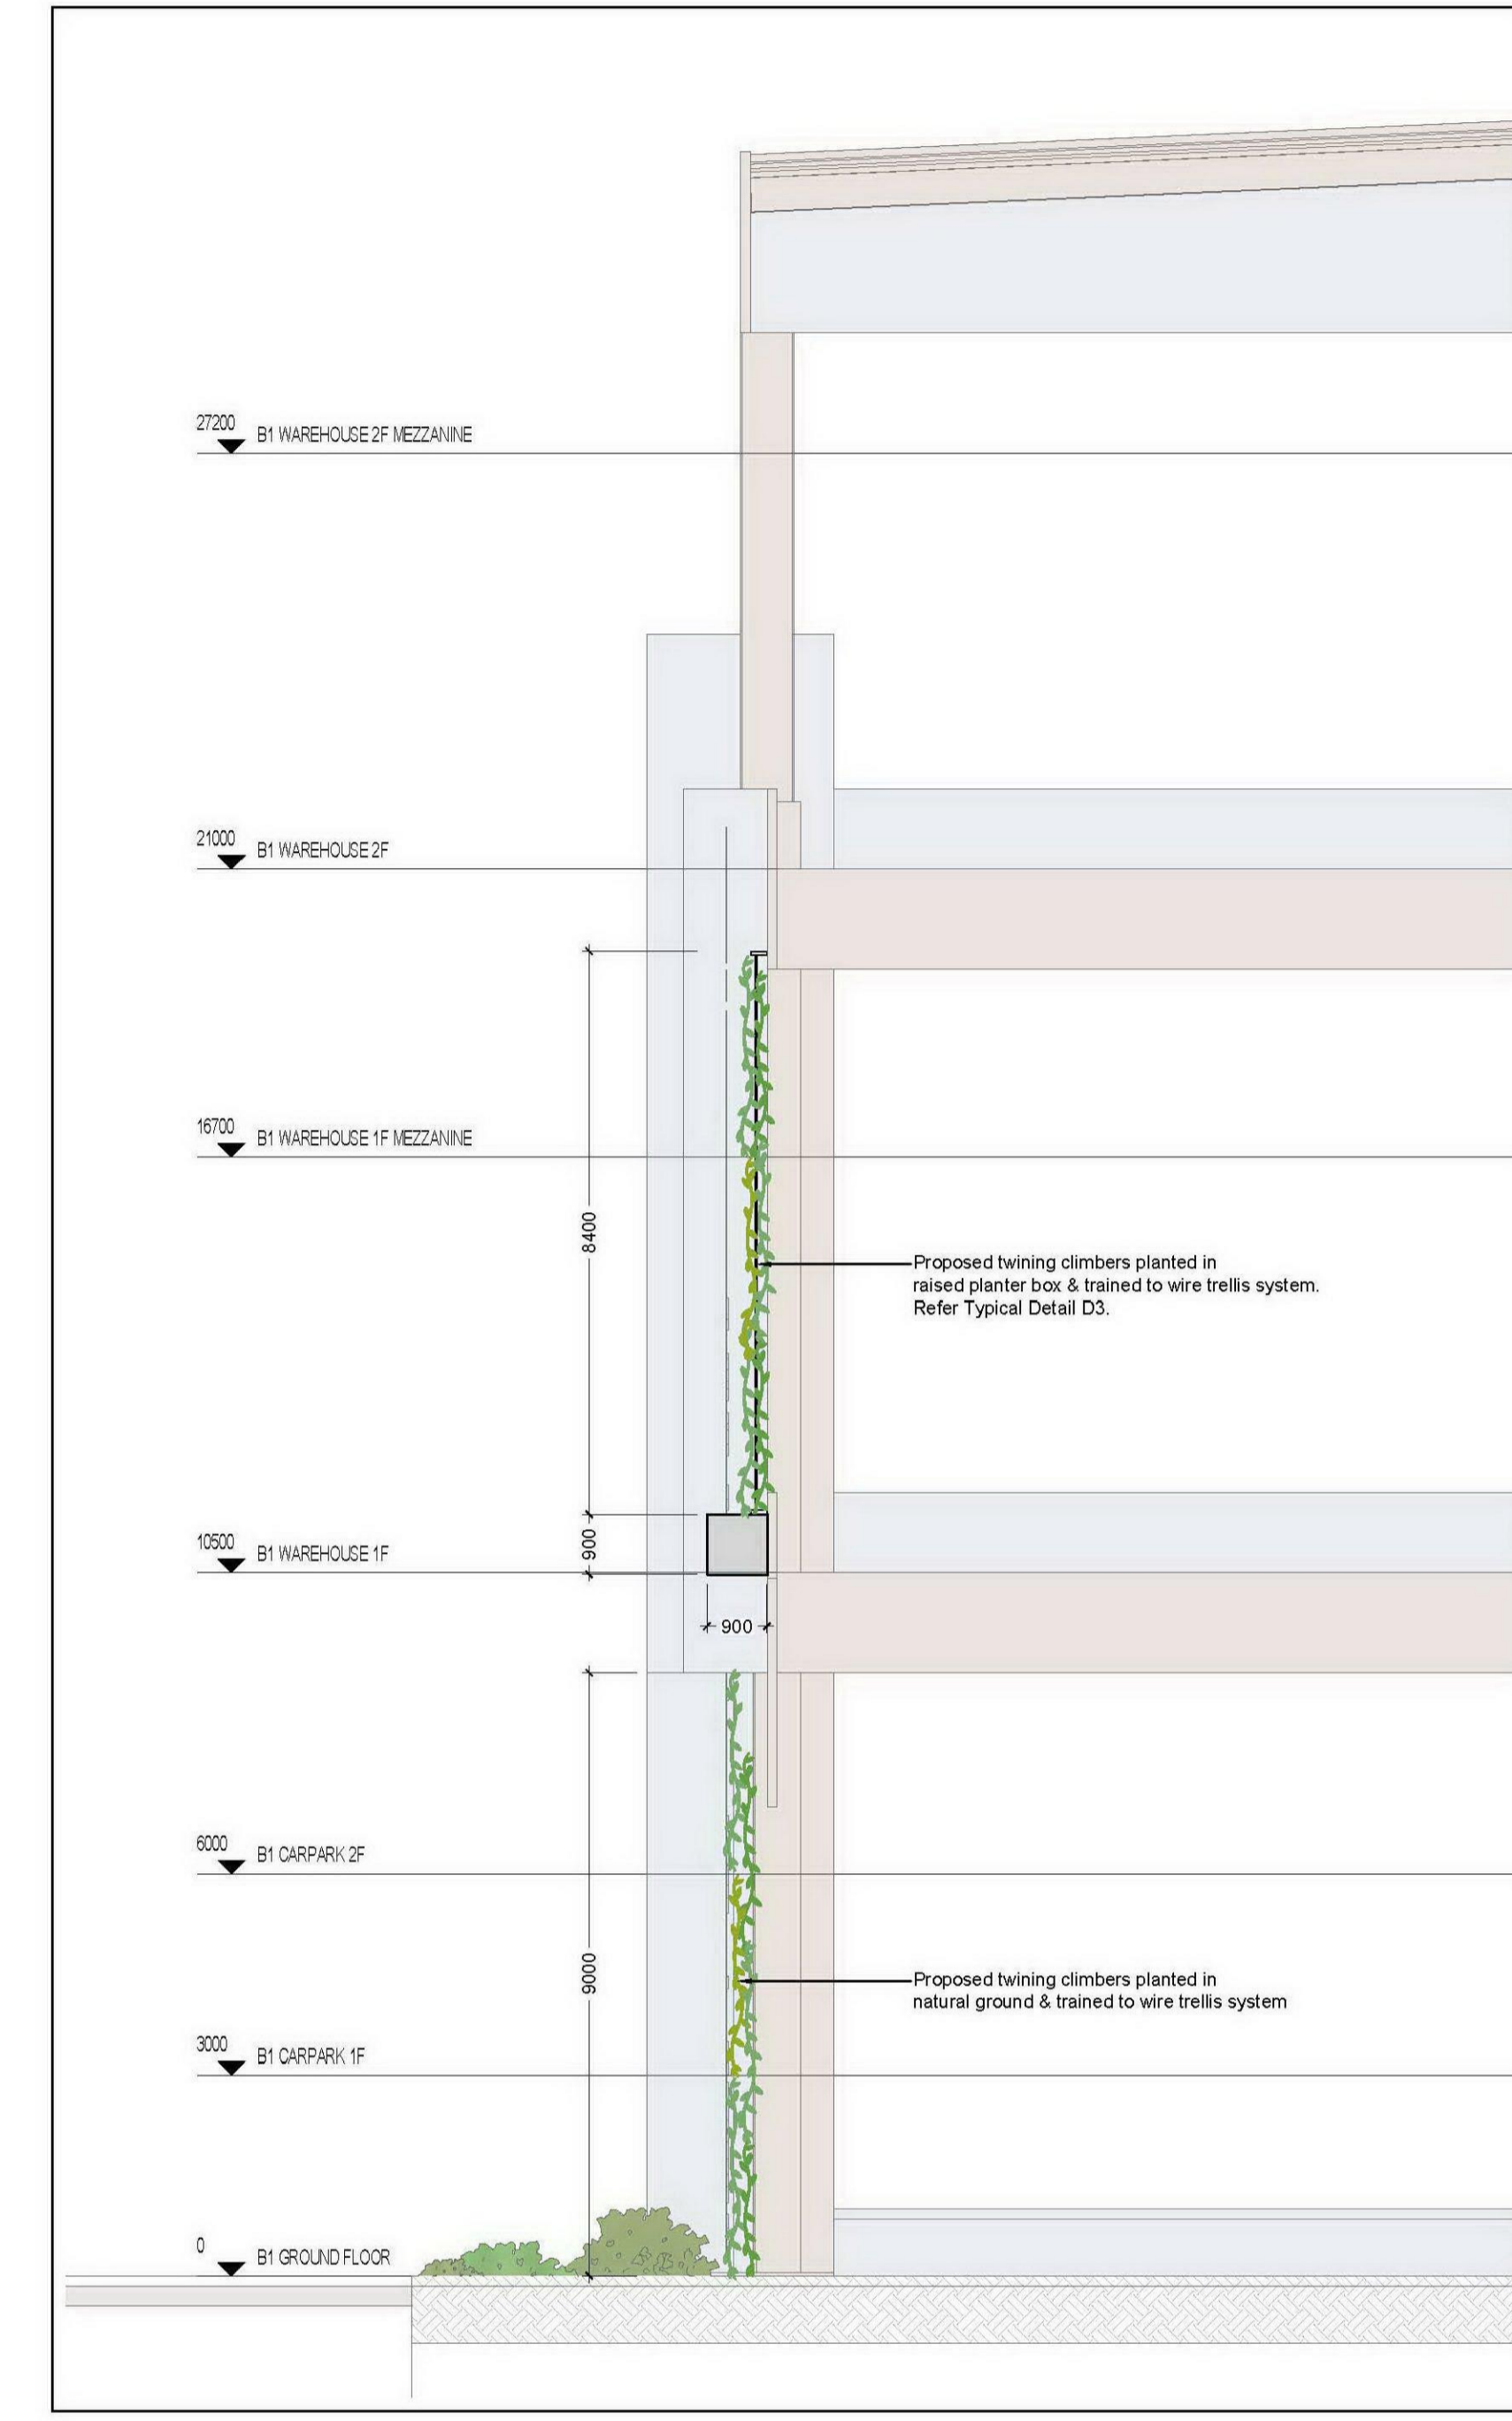 27200
B1 WAREHOUSE 2F MEZZANINE
21000
B1 WAREHOUSE 2F
16700
B1 WAREHOUSE 1F MEZZANINE
8400
Proposed twining climbers planted in
raised planter box & trained to wire trellis system.
Refer Typical Detail D3.
10500
B1 WAREHOUSE 1F
900
900
6000
B1 CARPARK 2F
9000
Proposed twining climbers planted in
natural ground & trained to wire trellis system
3000
B1 CARPARK 1F
0
B1 GROUND FLOOR